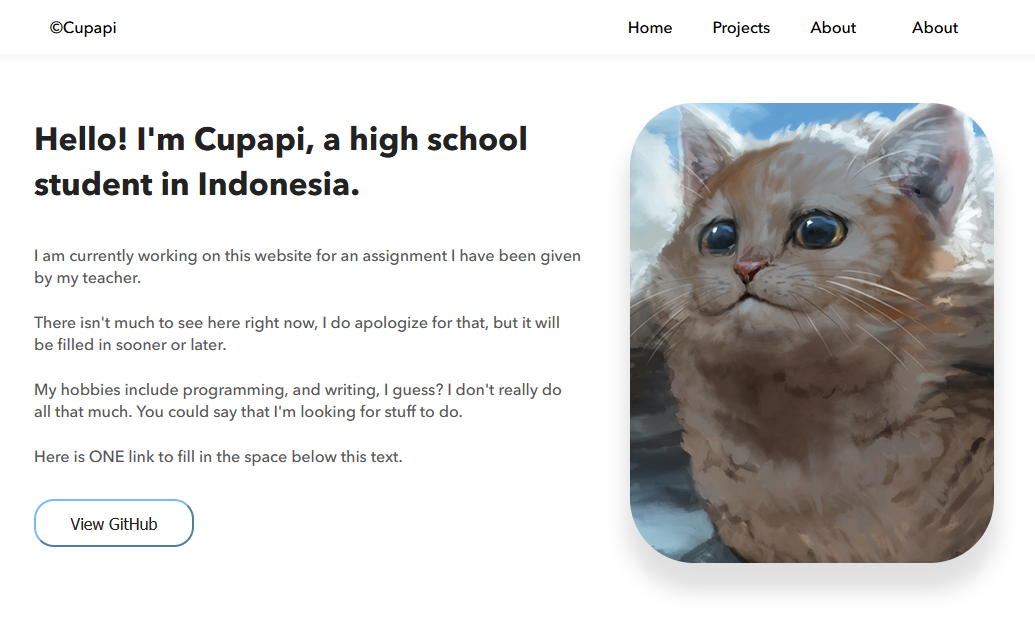 ©Cupapi
Home Projects About About
Hello! I'm Cupapi, a high school
student in Indonesia.
I am currently working on this website for an assignment I have been given
by my teacher.
There isn't much to see here right now, I do apologize for that, but it will
be filled in sooner or later.
My hobbies include programming, and writing, I guess? I don't really do
all that much. You could say that I'm looking for stuff to do.
Here is ONE link to fill in the space below this text.
View GitHub